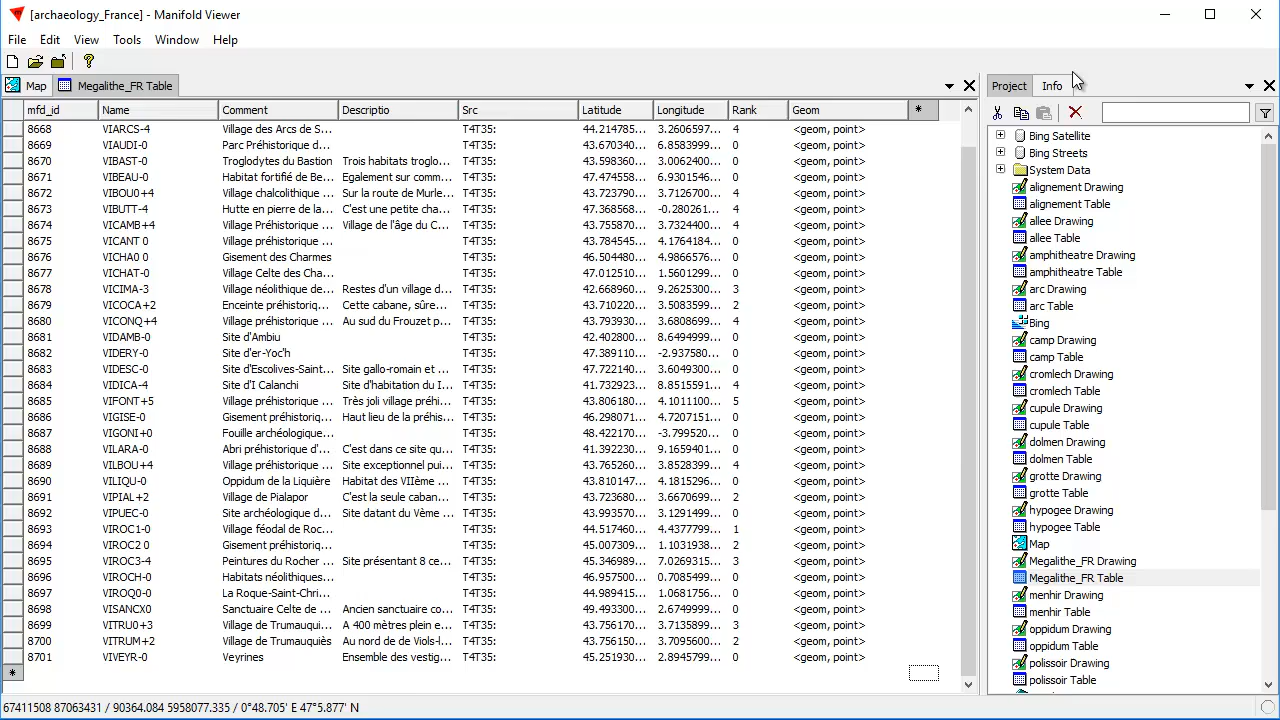 [archaeology_France] - Manifold Viewer
File Edit View Tools Window Help
Map Megalithe_FR Table
mfd_id Name Comment Descriptio Src Latitude Longitude Rank Geom *
8668 VIARCS-4 Village des Arcs de S... T4T35: 44.214785... 3.2606597... 4 <geom, point>
8669 VIAUDI-0 Parc Préhistorique d... T4T35: 43.670340... 6.8583999... 0 <geom, point>
8670 VIBAST-0 Troglodytes du Bastion Trois habitats troglo... T4T35: 43.598360... 3.0062400... 0 <geom, point>
8671 VIBEAU-0 Habitat fortifié de Be... Egalement sur comm... T4T35: 47.474558... 6.9301546... 0 <geom, point>
8672 VIBOU0+4 Village chalcolithique ... Sur la route de Murle... T4T35: 43.723790... 3.7126700... 4 <geom, point>
8673 VIBUTT-4 Hutte en pierre de la... C'est une petite cha... T4T35: 47.368568... -0.280261... 4 <geom, point>
8674 VICAMB+4 Village Préhistorique ... Village de l'âge du C... T4T35: 43.755870... 3.7324400... 4 <geom, point>
8675 VICANT 0 Village préhistorique ... T4T35: 43.784545... 4.1764184... 0 <geom, point>
8676 VICHA0 0 Gisement des Charmes T4T35: 46.504480... 4.9866575... 0 <geom, point>
8677 VICHAT-0 Village Celte des Cha... T4T35: 47.012510... 1.5601299... 0 <geom, point>
8678 VICIMA-3 Village néolithique de... Restes d'un village d... T4T35: 42.668960... 9.2625300... 3 <geom, point>
8679 VICOCA+2 Enceinte préhistorio... Cette cabane, sûre... T4T35: 43.710220... 3.5083599... 2 <geom, point>
8680 VICONQ+4 Village préhistorique ... Au sud du Frouzet p... T4T35: 43.793930... 3.6808699... 4 <geom, point>
8681 VIDAMB-0 Site d'Ambiu T4T35: 42.402800... 8.6494999... 0 <geom, point>
8682 VIDERY-0 Site d'er-Yoc'h T4T35: 47.389110... -2.937580... 0 <geom, point>
8683 VIDESC-0 Site d'Escolives-Saint... Site gallo-romain et ... T4T35: 47.722140... 3.6049300... 0 <geom, point>
8684 VIDICA-4 Site d'I Calanchi Site d'habitation du I... T4T35: 41.732923... 8.8515591... 4 <geom, point>
8685 VIFONT+5 Village préhistorique... Très joli village préhi... T4T35: 43.806180... 4.1011100... 5 <geom, point>
8686 VIGISE-0 Gisement préhistoriq... Haut lieu de la préhis... T4T35: 46.298071... 4.7207151... 0 <geom, point>
8687 VIGONI+0 Fouille archéologique... T4T35: 48.422170... -3.799520... 0 <geom, point>
8688 VILARA-0 Abri préhistorique d'... C'est dans ce site qu... T4T35: 41.392230... 9.1659401... 0 <geom, point>
8689 VILBOU+4 Village préhistorique ... Site exceptionnel pui... T4T35: 43.765260... 3.8528399... 4 <geom, point>
8690 VILIQU-0 Oppidum de la Liquière Habitat des VIIème ... T4T35: 43.810147... 4.1815293... 0 <geom, point>
8691 VIPIAL+2 Village de Pialapor C'est la seule caban... T4T35: 43.723680... 3.6670699... 2 <geom, point>
8692 VIPUEC-0 Site archéologique d... Site datant du Vème ... T4T35: 43.993570... 3.1291499... 0 <geom, point>
8693 VIROC1-0 Village féodal de Roc... T4T35: 44.517460... 4.4377799... 1 <geom, point>
8694 VIROC2 0 Gisement préhistoriq... T4T35: 45.007309... 1.1031938... 2 <geom, point>
8695 VIROC3-4 Peintures du Rocher ... Site présentant 8 ce... T4T35: 45.346989... 7.0269315... 3 <geom, point>
8696 VIROCH-0 Habitats néolithiques... T4T35: 46.957500... 0.7085499... 0 <geom, point>
8697 VIROQ0-0 La Roque-Saint-Chri... T4T35: 44.989415... 1.0681756... 0 <geom, point>
8698 VISANCX0 Sanctuaire Celte de ... Ancien sanctuaire co... T4T35: 49.493300... 2.6749999... 0 <geom, point>
8699 VITRU0+3 Village de Trumauqui... A 400 mètres plein e... T4T35: 43.756170... 3.7135899... 3 <geom, point>
8700 VITRUM+2 Village de Trumauqui... Au nord de de Viols-l... T4T35: 43.756150... 3.7095600... 2 <geom, point>
8701 VIVEYR-0 Veyrines Ensemble des vestig... T4T35: 45.251930... 2.8945799... 0 <geom, point>
*
Project Info
Bing Satellite
Bing Streets
System Data
alignement Drawing
alignement Table
allee Drawing
allee Table
amphitheatre Drawing
amphitheatre Table
arc Drawing
arc Table
Bing
camp Drawing
camp Table
cromlech Drawing
cromlech Table
cupule Drawing
cupule Table
dolmen Drawing
dolmen Table
grotte Drawing
grotte Table
hypogee Drawing
hypogee Table
Map
Megalithe_FR Drawing
Megalithe_FR Table
menhir Drawing
menhir Table
oppidum Drawing
oppidum Table
polissoir Drawing
polissoir Table
67411508 87063431 / 90364.084 5958077.335 / 0°48.705' E 47°5.877' N